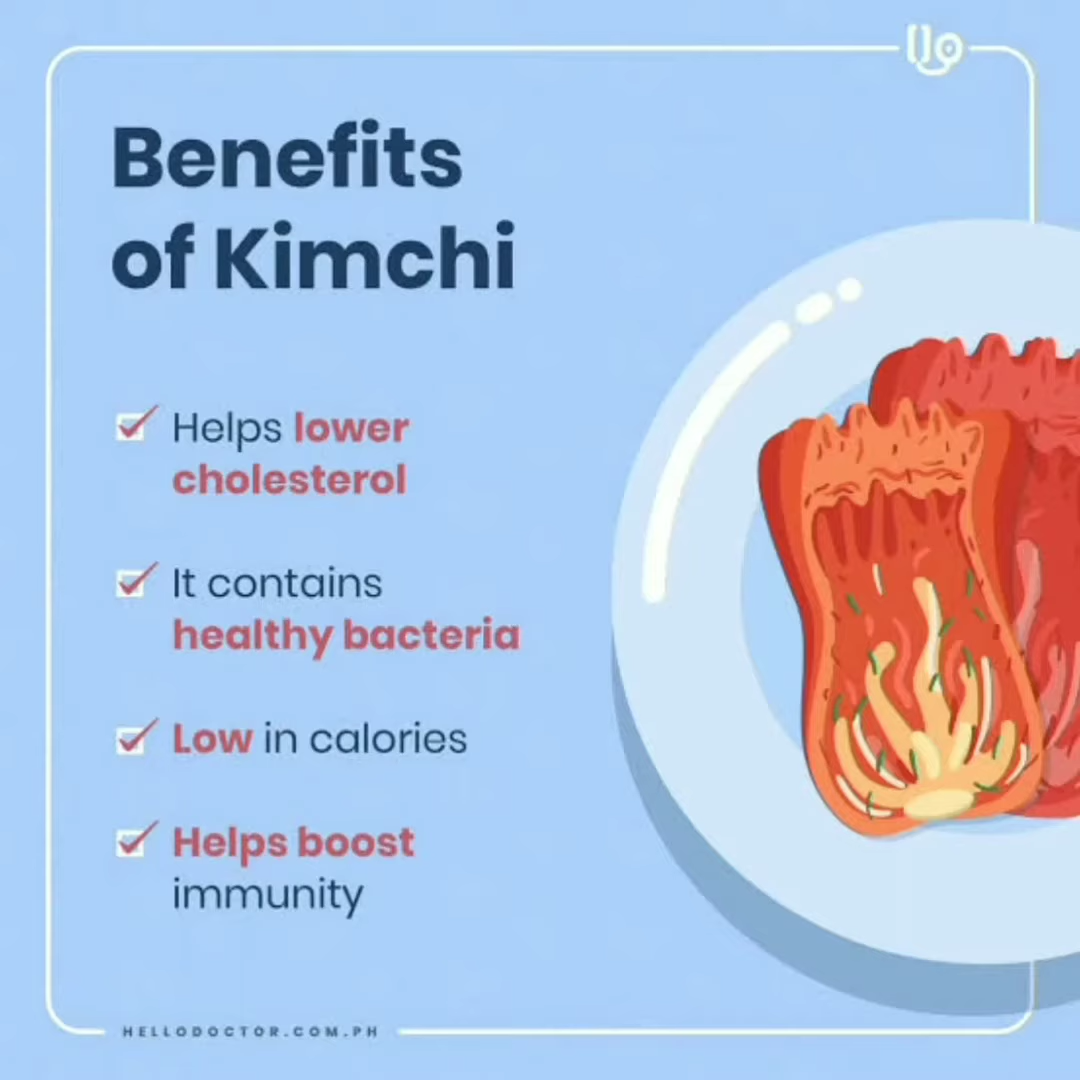 Benefits
of Kimchi
Helps lower
cholesterol
It contains
healthy bacteria
Low in calories
Helps boost
immunity
HELLODOCTOR.COM.PH